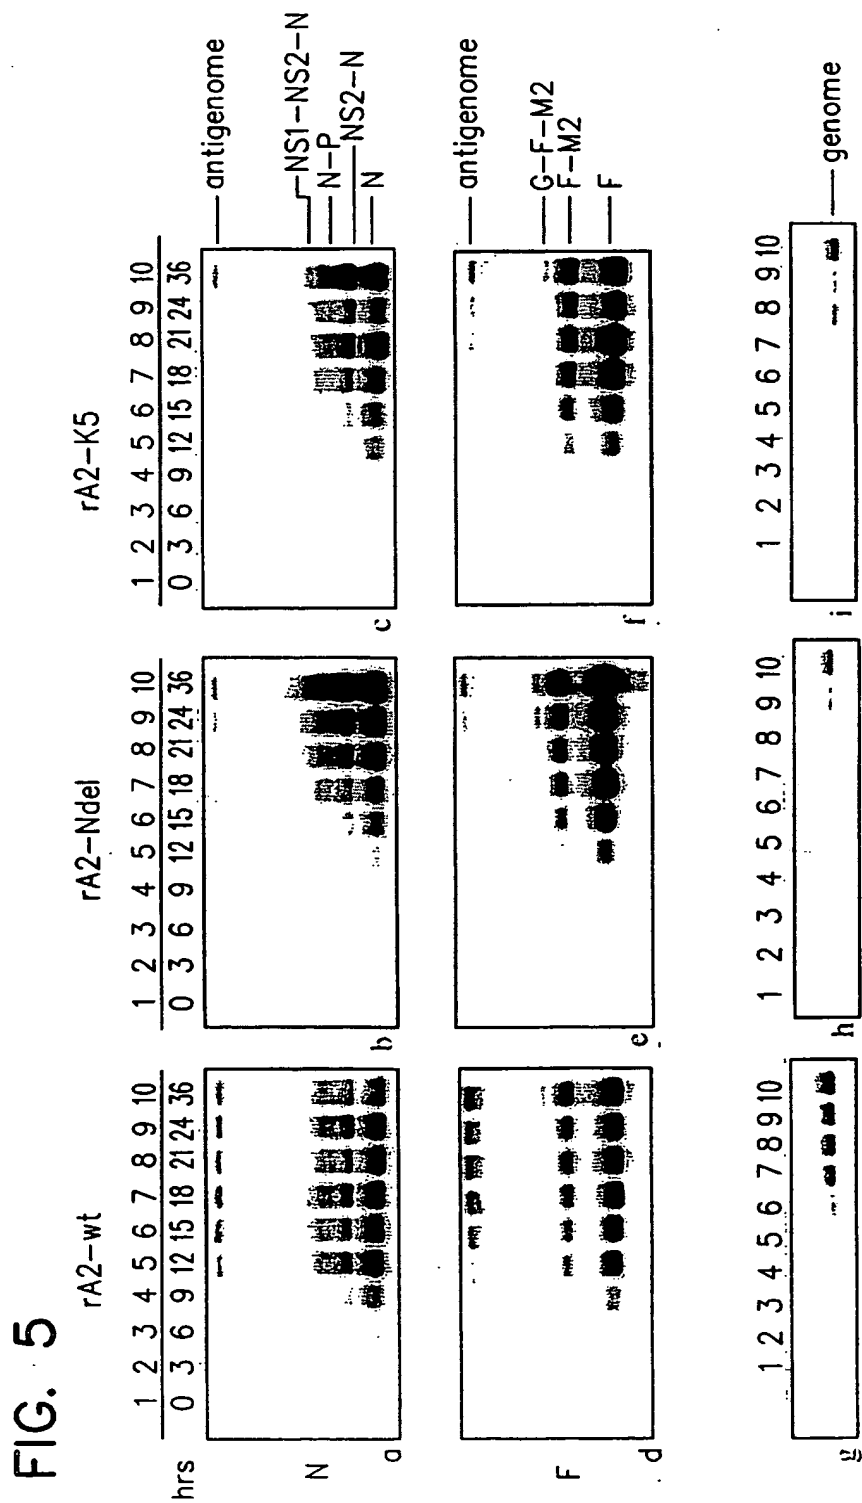 FIG. 5
rA2-wt
rA2-Ndel
rA2-K5
1 2 3 4 5 6 7 8 9 10
1 2 3 4 5 6 7 8 9 10
1 2 3 4 5 6 7 8 9 10
hrs
0 3 6 9 12 15 18 21 24 36
0 3 6 9 12 15 18 21 24 36
0 3 6 9 12 15 18 21 24 36
N
a
b
c
antigenome
NS1-NS2-N
N-P
NS2-N
N
F
d
e
f
antigenome
G-F-M2
F-M2
F
1 2 3 4 5 6 7 8 9 10
1 2 3 4 5 6 7 8 9 10
1 2 3 4 5 6 7 8 9 10
g
h
i
genome